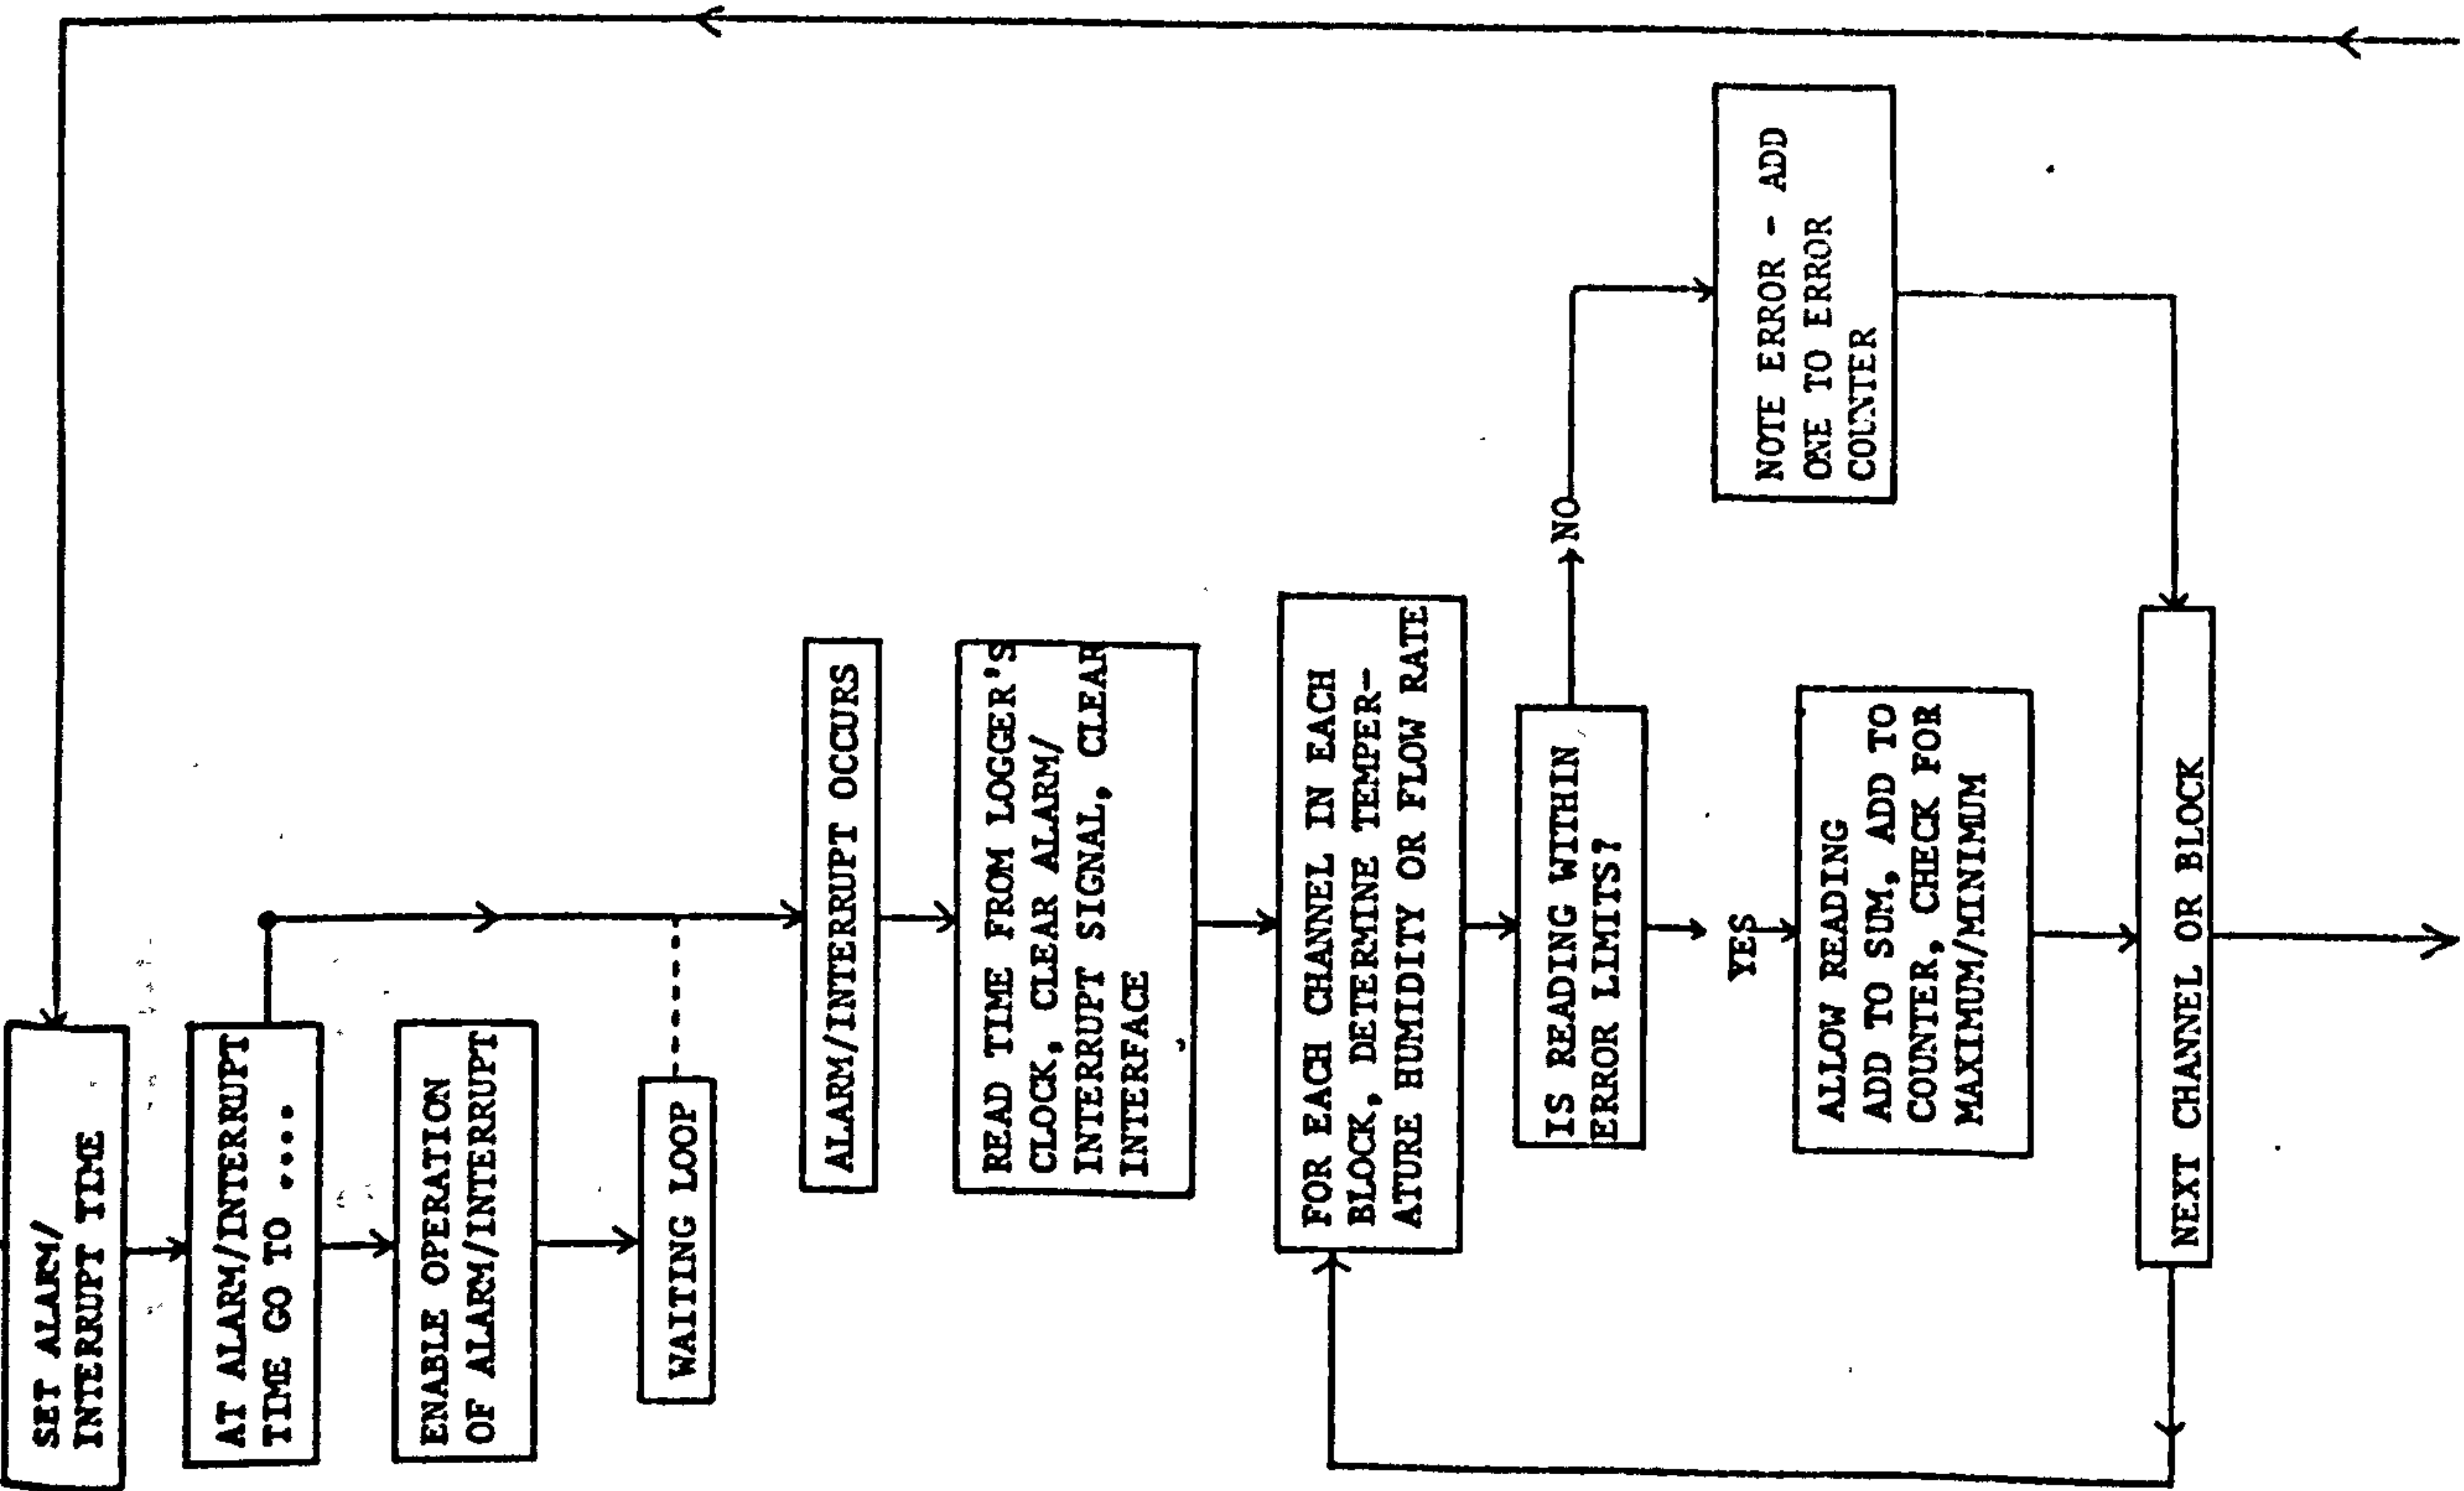 SET ALARM/
INTERRUPT TIME
AT ALARM/INTERRUPT
TIME GO TO ....
ENABLE OPERATION
OF ALARM/INTERRUPT
WAITING LOOP
ALARM/INTERRUPT OCCURS
READ TIME FROM LOGGER'S
CLOCK, CLEAR ALARM/
INTERRUPT SIGNAL, CLEAR
INTERFACE
FOR EACH CHANNEL IN EACH
BLOCK, DETERMINE TEMPER-
ATURE HUMIDITY OR FLOW RATE
IS READING WITHIN
ERROR LIMITS?
NO
NOTE ERROR - ADD
ONE TO ERROR
COUNTER
YES
ALLOW READING
ADD TO SUM, ADD TO
COUNTER, CHECK FOR
MAXIMUM/MINIMUM
NEXT CHANNEL OR BLOCK